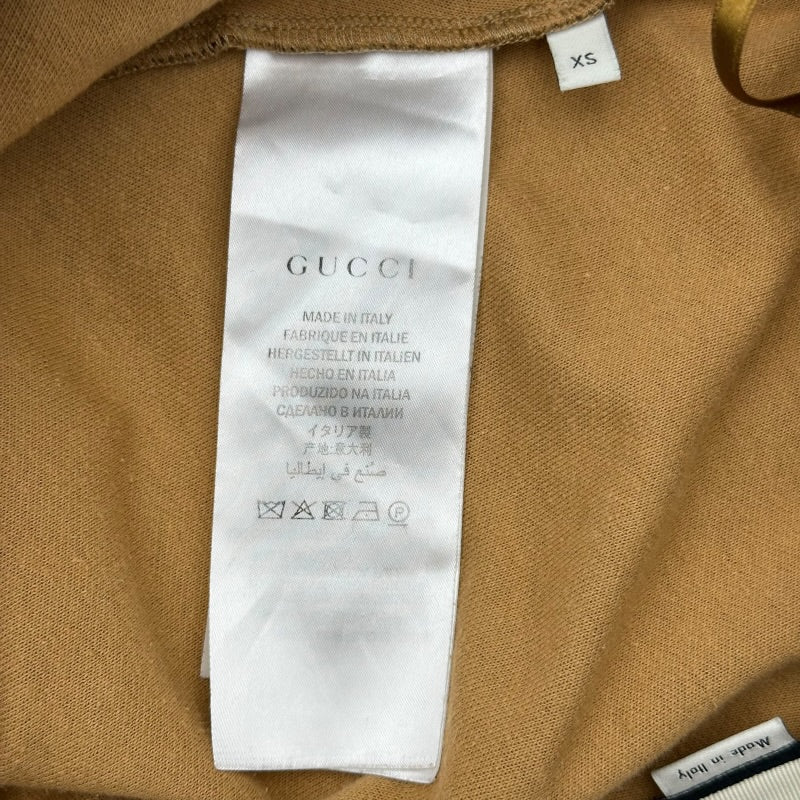 XS
GUCCI
MADE IN ITALY
FABRIQUE EN ITALIE
HERGESTELLT IN ITALIEN
HECHO EN ITALIA
PRODUZIDO NA ITALIA
СДЕЛАНО В ИТАЛИИ
イタリア製
产地:意大利
صنع في إيطاليا
P
Made in Italy